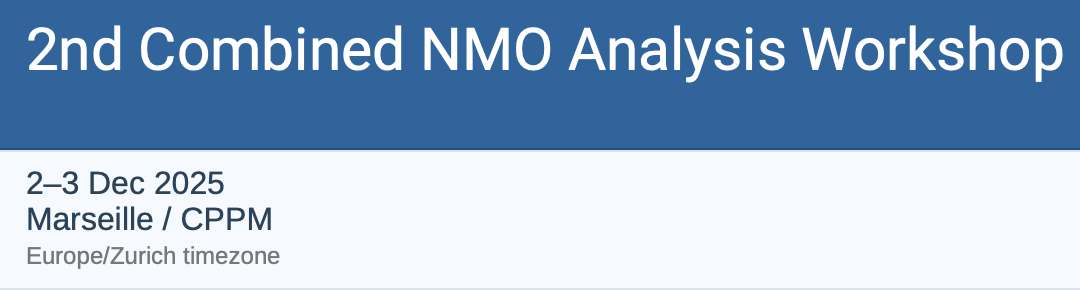 2nd Combined NMO Analysis Workshop
2–3 Dec 2025
Marseille / CPPM
Europe/Zurich timezone